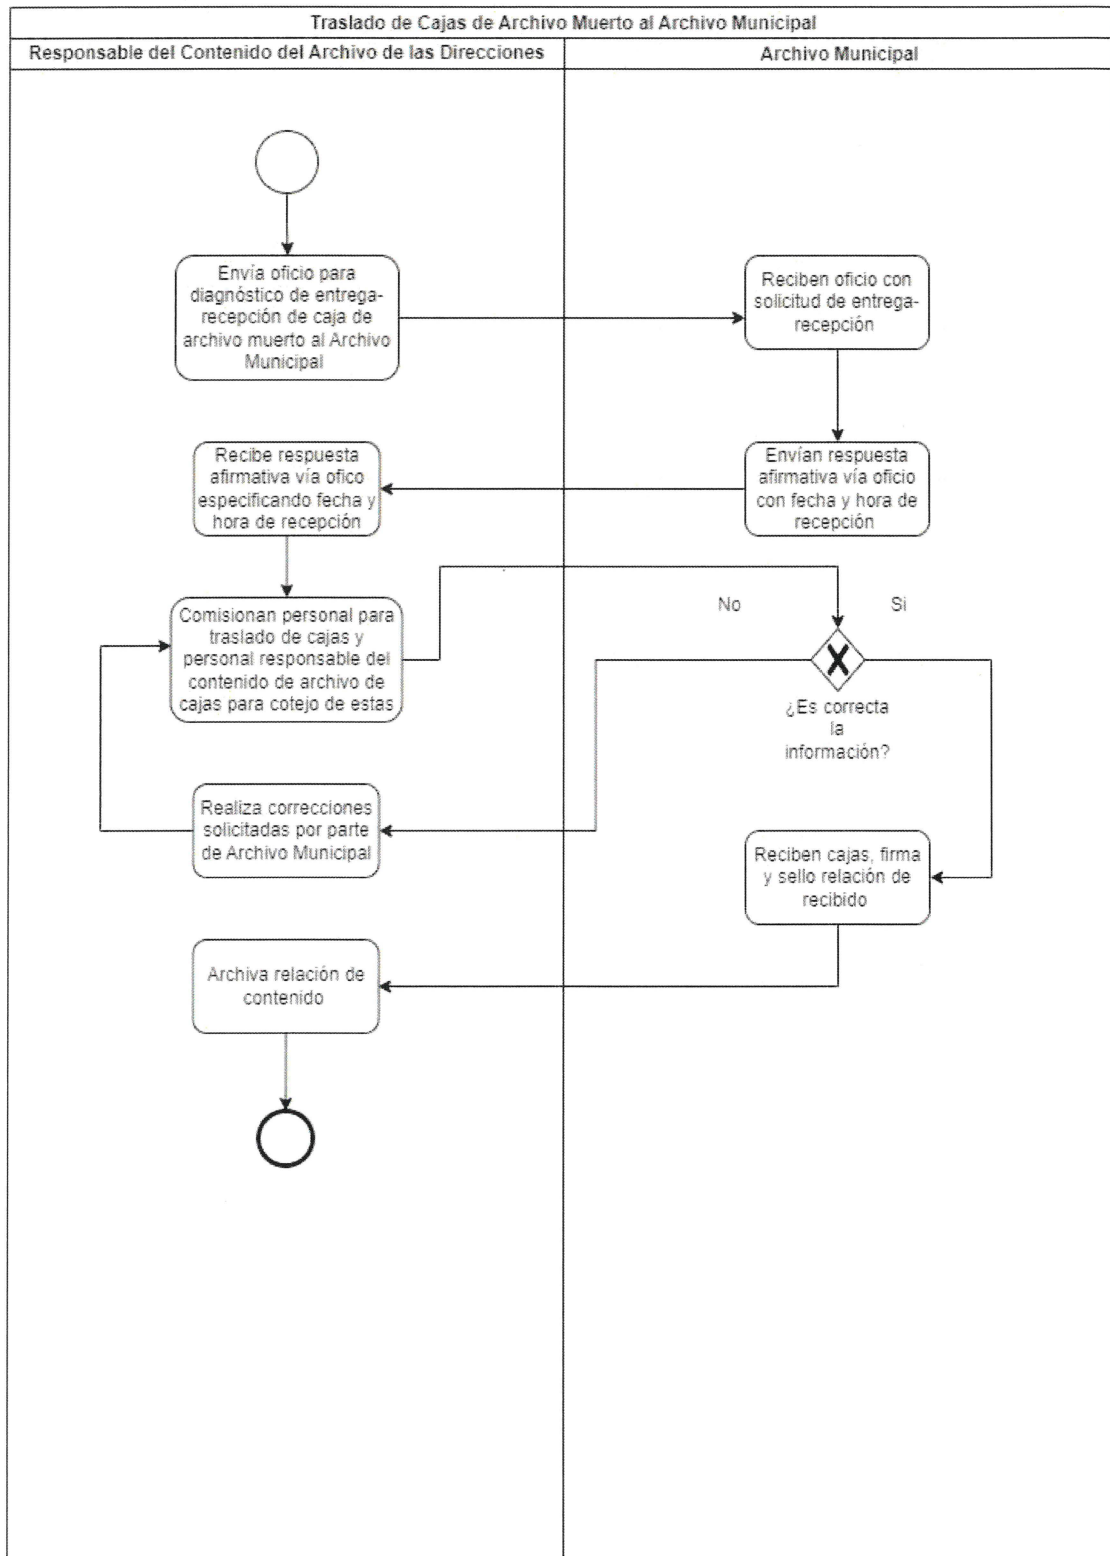 Traslado de Cajas de Archivo Muerto al Archivo Municipal
Responsable del Contenido del Archivo de las Direcciones
Archivo Municipal
Envía oficio para
diagnóstico de entrega-
recepción de caja de
archivo muerto al Archivo
Municipal
Reciben oficio con
solicitud de entrega-
recepción
Recibe respuesta
afirmativa vía ofico
especificando fecha y
hora de recepción
Envían respuesta
afirmativa vía oficio
con fecha y hora de
recepción
Comisionan personal para
traslado de cajas y
personal responsable del
contenido de archivo de
cajas para cotejo de estas
No
Si
¿Es correcta
la
información?
Realiza correcciones
solicitadas por parte
de Archivo Municipal
Reciben cajas, firma
y sello relación de
recibido
Archiva relación de
contenido